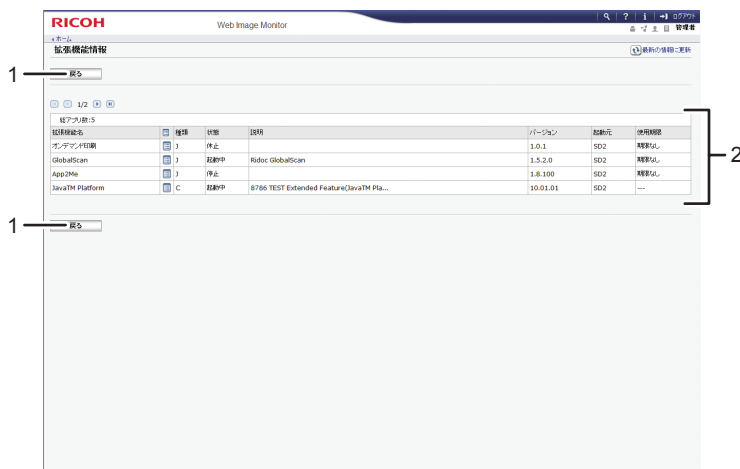 RICOH
Web Image Monitor
? i ログアウト
管理者
ホーム
拡張機能情報
最新の情報に更新
1
戻る
1/2
総アプリ数:5
拡張機能名 種類 状態 説明 バージョン 起動元 使用期限
オンデマンド印刷 J 休止 1.0.1 SD2 期限なし
GlobalScan J 起動中 Ridoc GlobalScan 1.5.2.0 SD2 期限なし
App2Me J 停止 1.8.100 SD2 期限なし
JavaTM Platform C 起動中 8786 TEST Extended Feature(JavaTM Pla... 10.01.01 SD2 ---
2
1
戻る